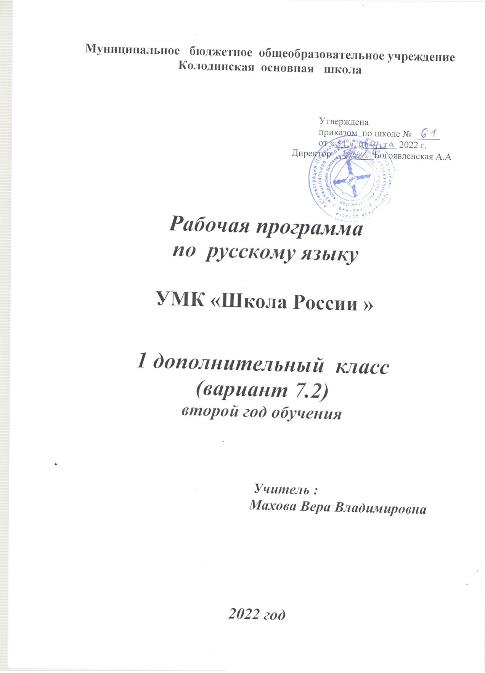 Муниципальное бюджетное общеобразовательное учреждение
Колодинская основная школа
Утверждена
приказом по школе № 61
от 2022 г.
Директор Богоявленская А.А
Рабочая программа
по русскому языку
УМК «Школа России »
1 дополнительный класс
(вариант 7.2)
второй год обучения
Учитель :
Махова Вера Владимировна
2022 год